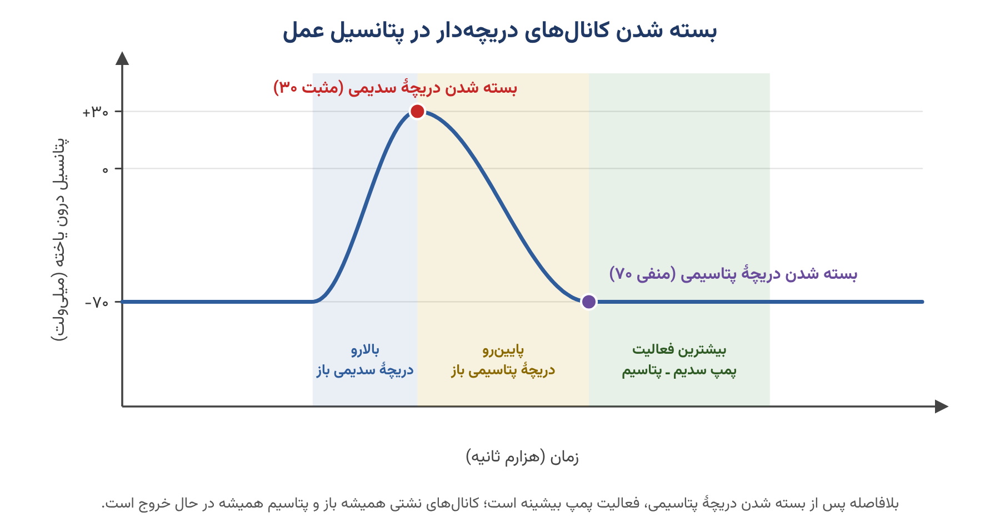 بسته شدن کانال‌های دریچه‌دار در پتانسیل عمل
بسته شدن دریچهٔ سدیمی (مثبت ۳۰)
+۳۰
۰
−۷۰
پتانسیل درون یاخته (میلی‌ولت)
بسته شدن دریچهٔ پتاسیمی (منفی ۷۰)
بالارو
دریچهٔ سدیمی باز
پایین‌رو
دریچهٔ پتاسیمی باز
بیشترین فعالیت
پمپ سدیم ـ پتاسیم
زمان (هزارم ثانیه)
بلافاصله پس از بسته شدن دریچهٔ پتاسیمی، فعالیت پمپ بیشینه است؛ کانال‌های نشتی همیشه باز و پتاسیم همیشه در حال خروج است.